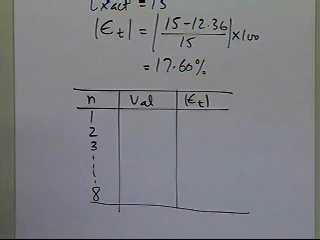 Exact = 15
|∈t| = |15-12.36/15| x 100
= 17.60%
n Val |∈t|
1
2
3
8